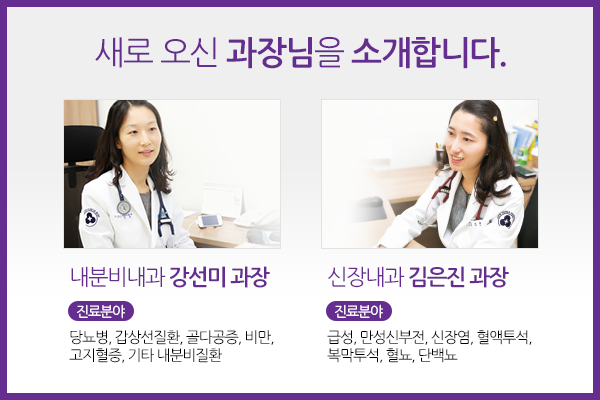 새로 오신 과장님을 소개합니다.
내분비내과 강선미 과장
진료분야
당뇨병, 갑상선질환, 골다공증, 비만,
고지혈증, 기타 내분비질환
신장내과 김은진 과장
진료분야
급성, 만성신부전, 신장염, 혈액투석,
복막투석, 혈뇨, 단백뇨